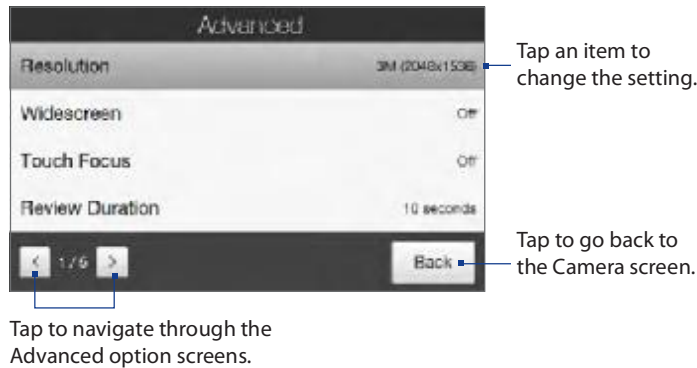 Advanced
Resolution 3M (2048x1536)
Tap an item to
change the setting.
Widescreen Off
Touch Focus Off
Review Duration 10 seconds
< 1/6 > Back
Tap to go back to
the Camera screen.
Tap to navigate through the
Advanced option screens.